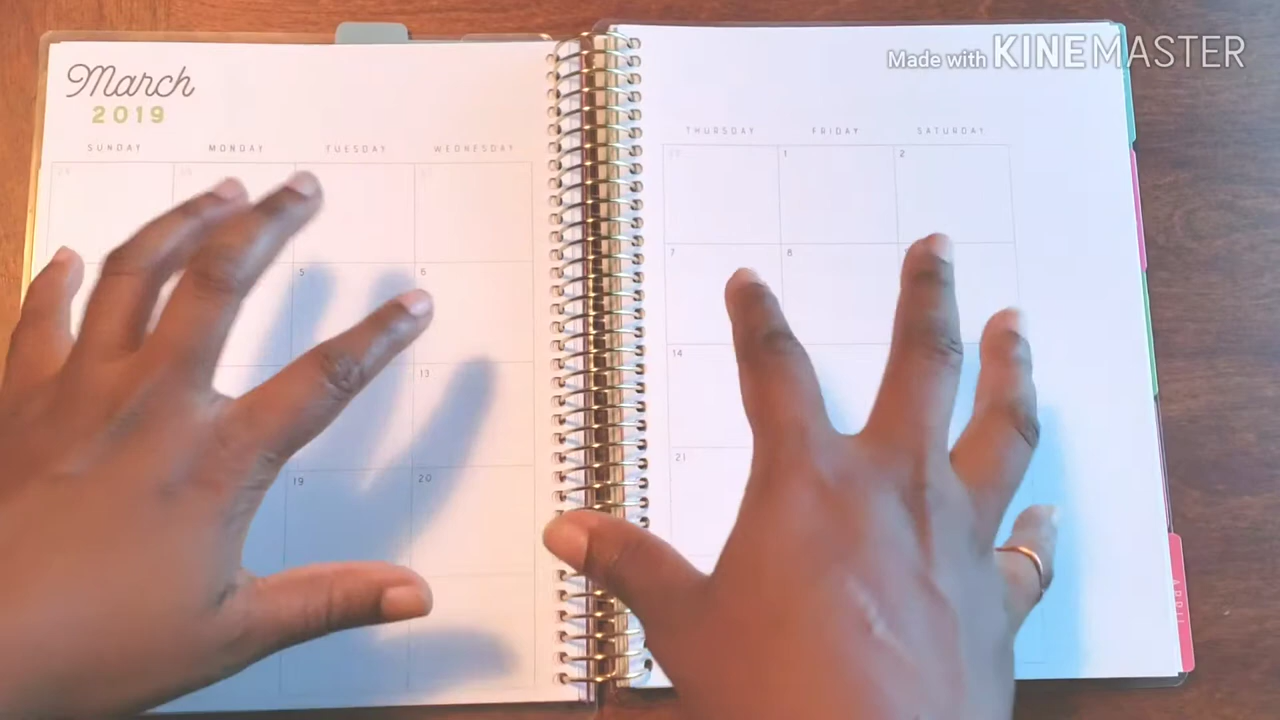 Made with KINEMASTER
March
2019
SUNDAY MONDAY TUESDAY WEDNESDAY
THURSDAY FRIDAY SATURDAY
1 2
5 6
7 8
13
14
19 20
21
APRIL